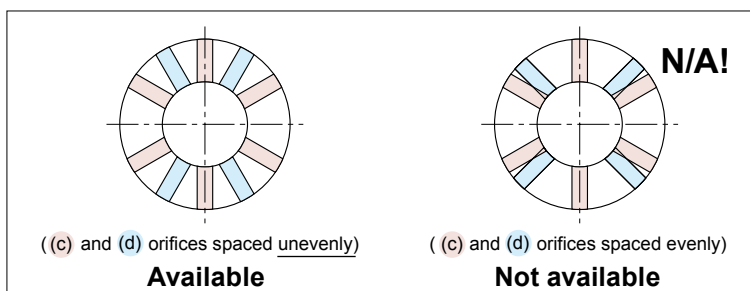 N/A!
( (c) and (d) orifices spaced unevenly)
Available
( (c) and (d) orifices spaced evenly)
Not available